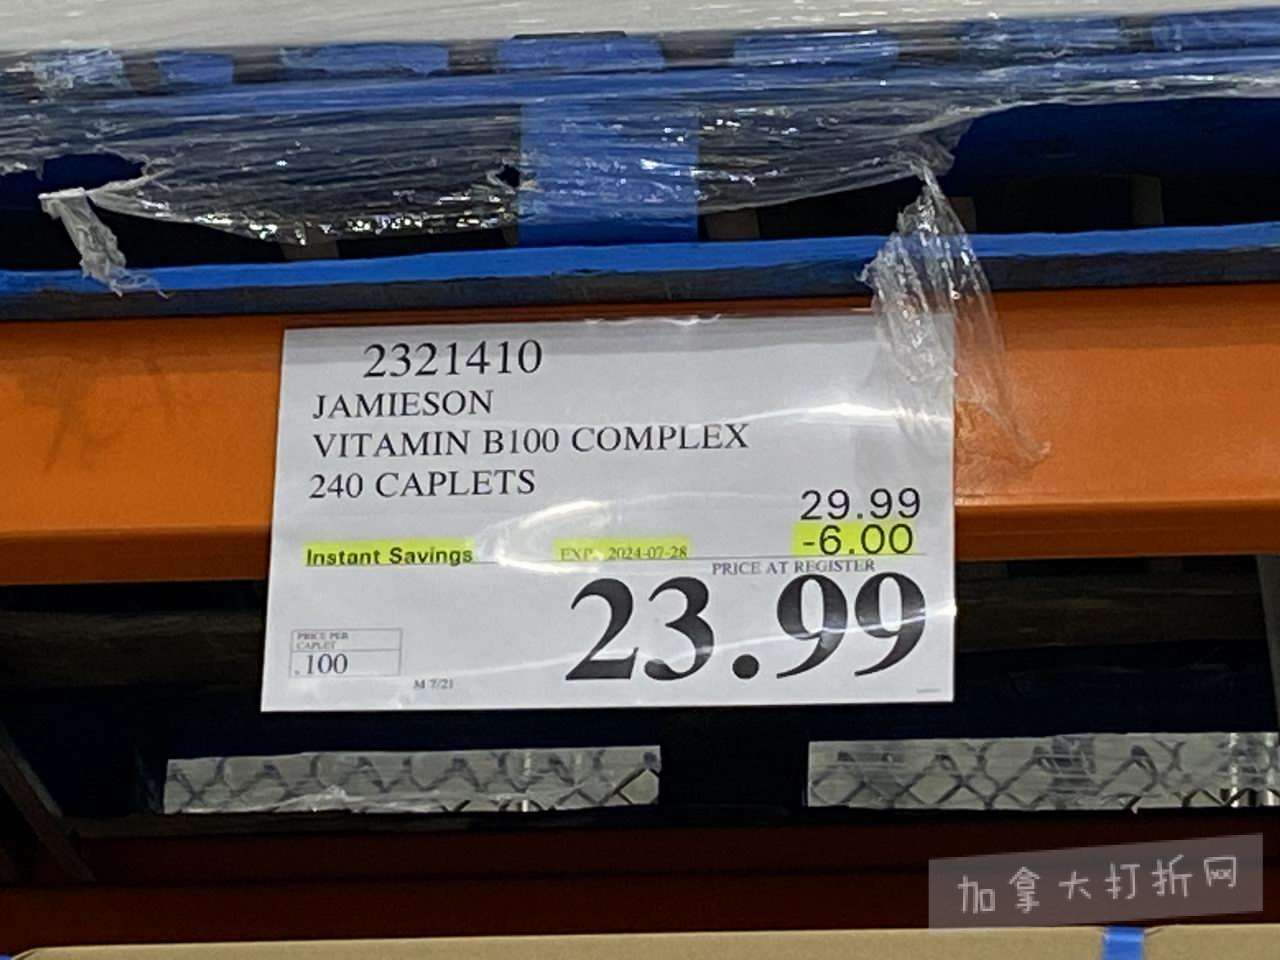 2321410
JAMIESON
VITAMIN B100 COMPLEX
240 CAPLETS
29.99
Instant Savings EXP. 2024-07-28 -6.00
PRICE AT REGISTER
23.99
PRICE PER
CAPLET
.100
M 7/21
加拿大打折网